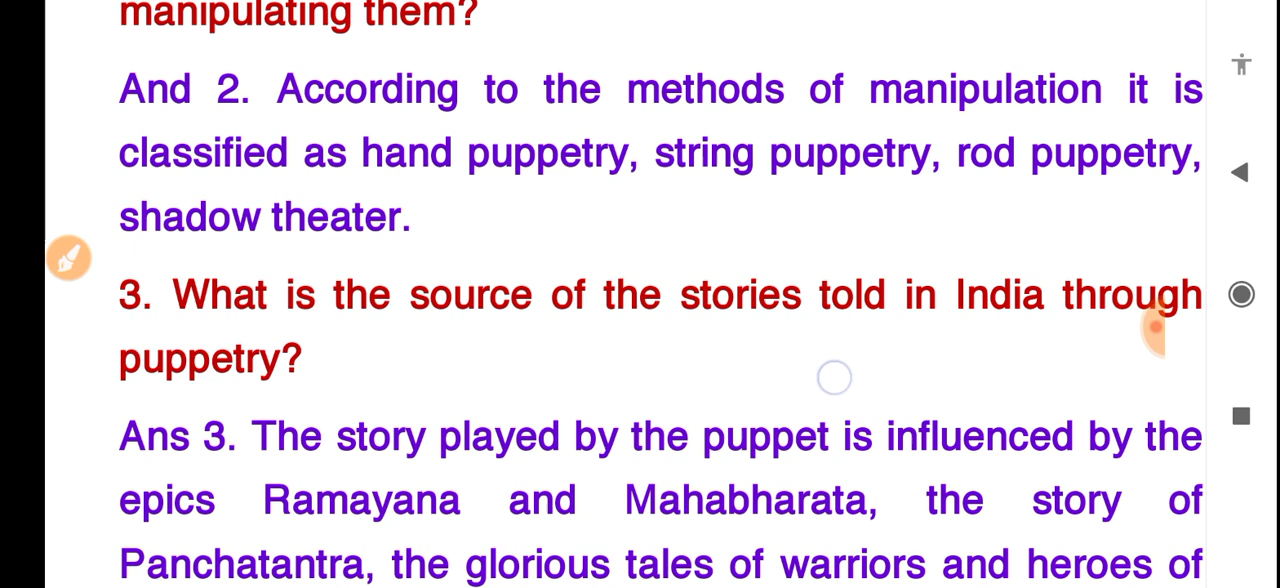 manipulating them?
And 2. According to the methods of manipulation it is
classified as hand puppetry, string puppetry, rod puppetry,
shadow theater.
3. What is the source of the stories told in India through
puppetry?
Ans 3. The story played by the puppet is influenced by the
epics Ramayana and Mahabharata, the story of
Panchatantra, the glorious tales of warriors and heroes of